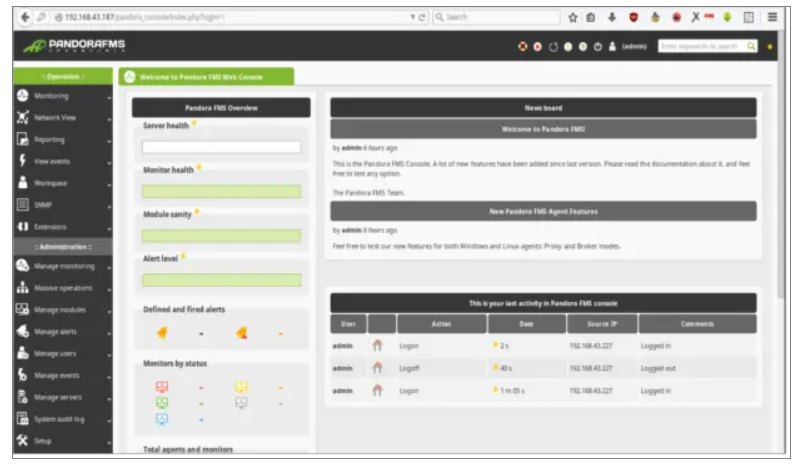 192.168.43.187/pandora_console/index.php?login=1
Search
PANDORAFMS
(admin)
Enter keywords to search
:: Operation ::
Monitoring
Network View
Reporting
View events
Workspace
SNMP
Extensions
:: Administration ::
Manage monitoring
Massive operations
Manage modules
Manage alerts
Manage users
Manage events
Manage servers
System audit log
Setup
Welcome to Pandora FMS Web Console
Pandora FMS Overview
Server health
Monitor health
Module sanity
Alert level
Defined and fired alerts
- -
Monitors by status
- -
- -
-
Total agents and monitors
News board
Welcome to Pandora FMS!
by admin 6 hours ago
This is the Pandora FMS Console. A lot of new features have been added since last version. Please read the documentation about it, and feel
free to test any option.
The Pandora FMS Team.
New Pandora FMS Agent Features
by admin 6 hours ago
Feel free to test our new features for both Windows and Linux agents: Proxy and Broker modes.
This is your last activity in Pandora FMS console
User Action Date Source IP Comments
admin Logon 2 s 192.168.43.227 Logged in
admin Logoff 40 s 192.168.43.227 Logged out
admin Logon 1 m 05 s 192.168.43.227 Logged in